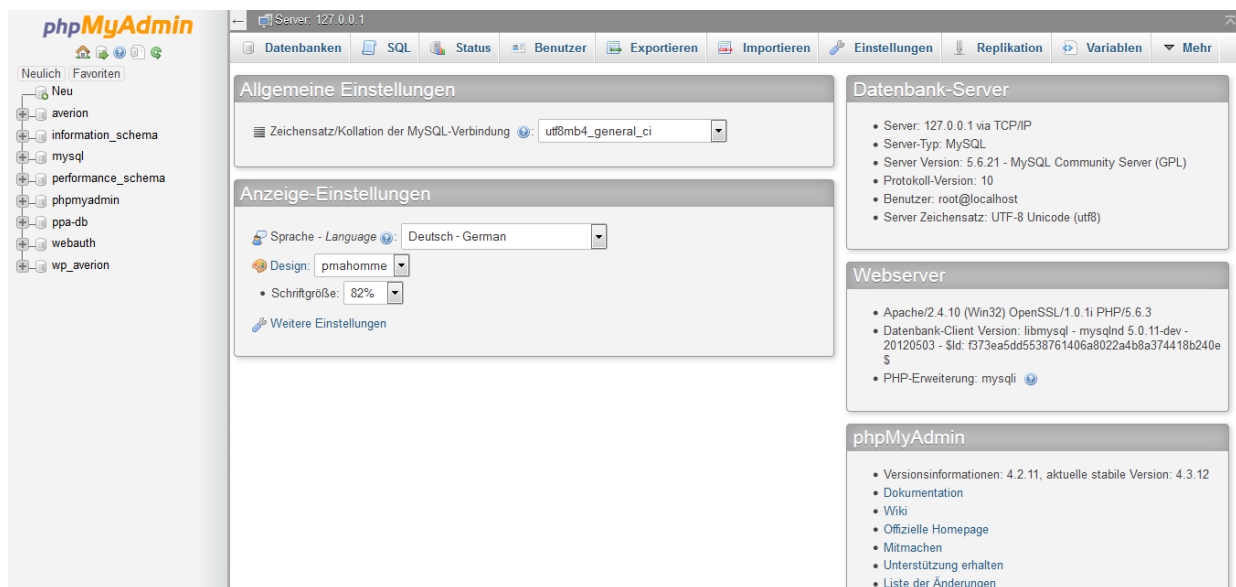 phpMyAdmin
Neulich Favoriten
Neu
averion
information_schema
mysql
performance_schema
phpmyadmin
ppa-db
webauth
wp_averion
Server: 127.0.0.1
Datenbanken SQL Status Benutzer Exportieren Importieren Einstellungen Replikation Variablen Mehr
Allgemeine Einstellungen
Zeichensatz/Kollation der MySQL-Verbindung : utf8mb4_general_ci
Anzeige-Einstellungen
Sprache - Language : Deutsch - German
Design: pmahomme
• Schriftgröße: 82%
Weitere Einstellungen
Datenbank-Server
• Server: 127.0.0.1 via TCP/IP
• Server-Typ: MySQL
• Server Version: 5.6.21 - MySQL Community Server (GPL)
• Protokoll-Version: 10
• Benutzer: root@localhost
• Server Zeichensatz: UTF-8 Unicode (utf8)
Webserver
• Apache/2.4.10 (Win32) OpenSSL/1.0.1i PHP/5.6.3
• Datenbank-Client Version: libmysql - mysqlnd 5.0.11-dev -
20120503 - $Id: f373ea5dd5538761406a8022a4b8a374418b240e
$
• PHP-Erweiterung: mysqli
phpMyAdmin
• Versionsinformationen: 4.2.11, aktuelle stabile Version: 4.3.12
• Dokumentation
• Wiki
• Offizielle Homepage
• Mitmachen
• Unterstützung erhalten
• Liste der Änderungen